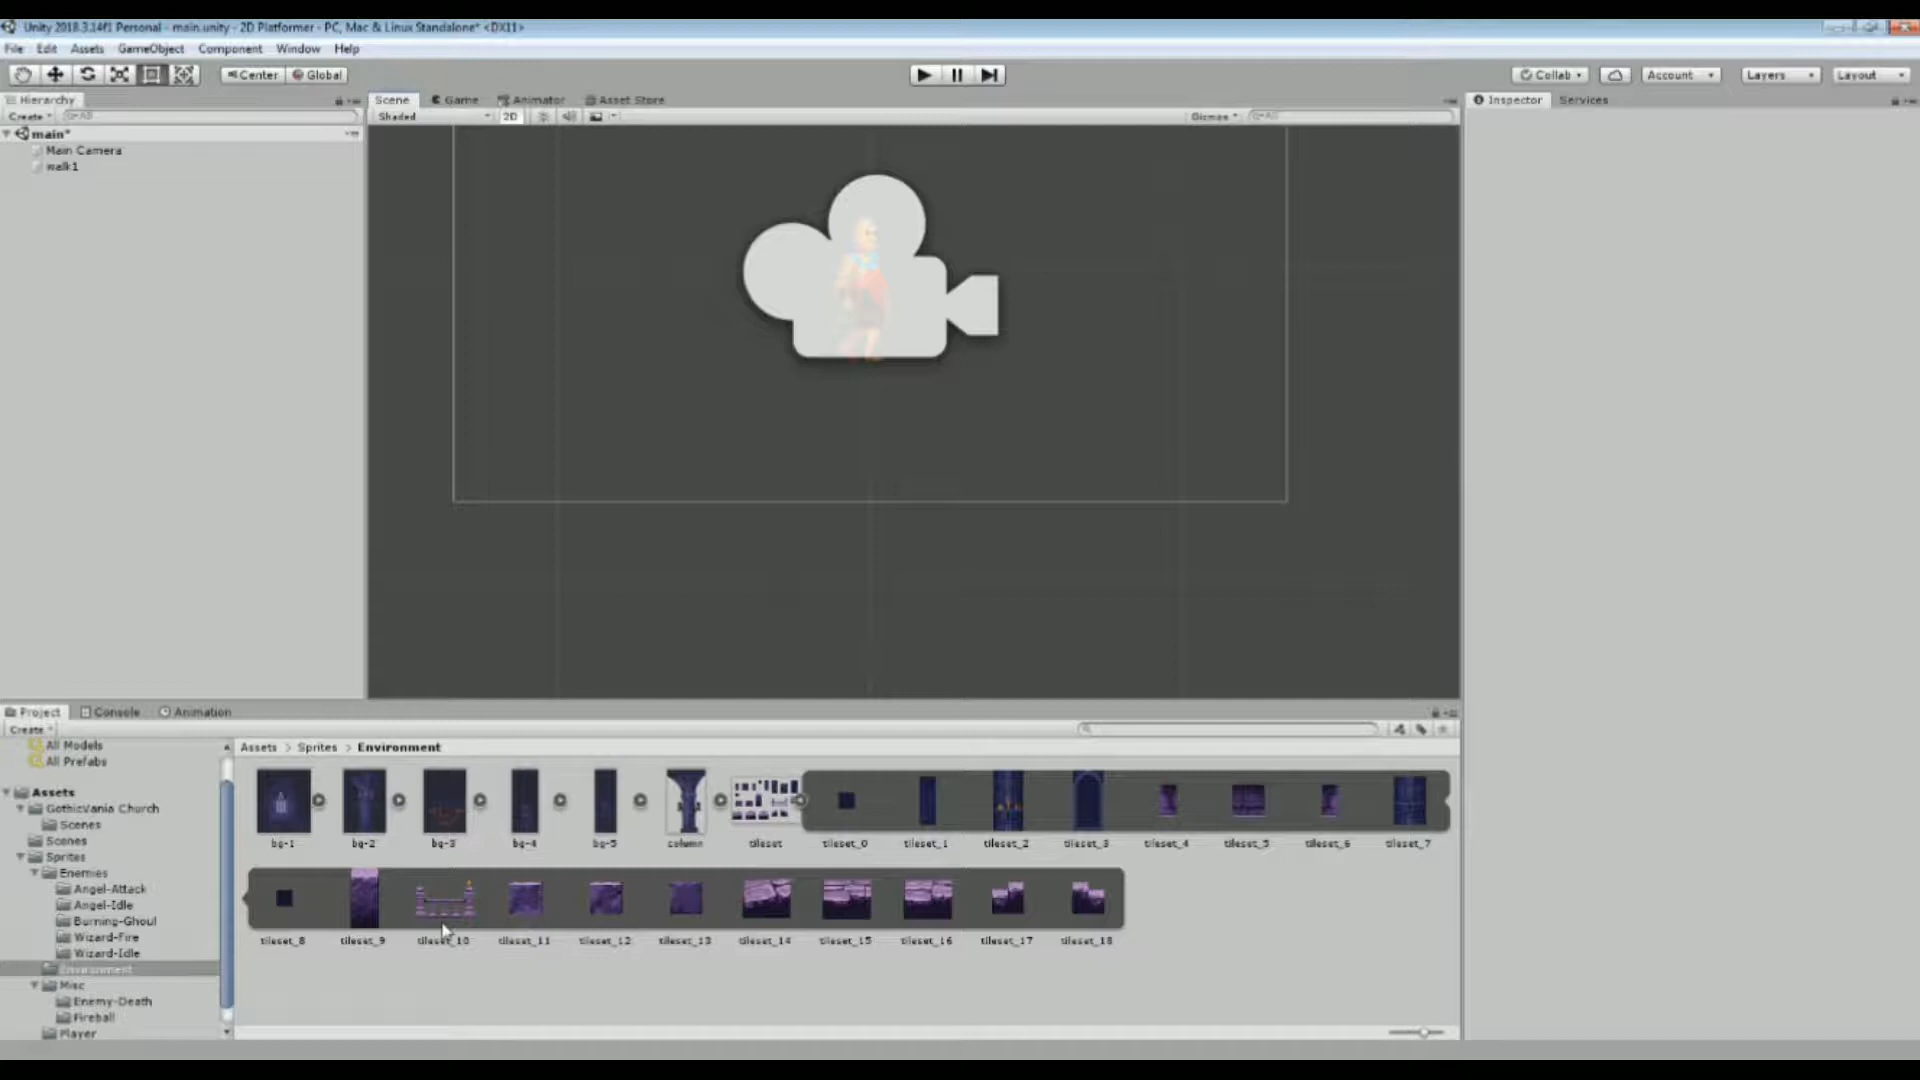 Unity 2018.3.14f1 Personal - main.unity - 2D Platformer - PC, Mac & Linux Standalone* <DX11>
File Edit Assets GameObject Component Window Help
Center Global Collab Account Layers Layout
Hierarchy Scene Game Animator Asset Store Inspector Services
Create All Shaded 2D Gizmos All
main*
Main Camera
walk1
Project Console Animation
Create
All Models
All Prefabs
Assets > Sprites > Environment
Assets
GothicVania Church
Scenes
Scenes
Sprites
Enemies
Angel-Attack
Angel-Idle
Burning-Ghoul
Wizard-Fire
Wizard-Idle
Environment
Misc
Enemy-Death
Fireball
Player
bg-1 bg-2 bg-3 bg-4 bg-5 column tileset tileset_0 tileset_1 tileset_2 tileset_3 tileset_4 tileset_5 tileset_6 tileset_7
tileset_8 tileset_9 tileset_10 tileset_11 tileset_12 tileset_13 tileset_14 tileset_15 tileset_16 tileset_17 tileset_18